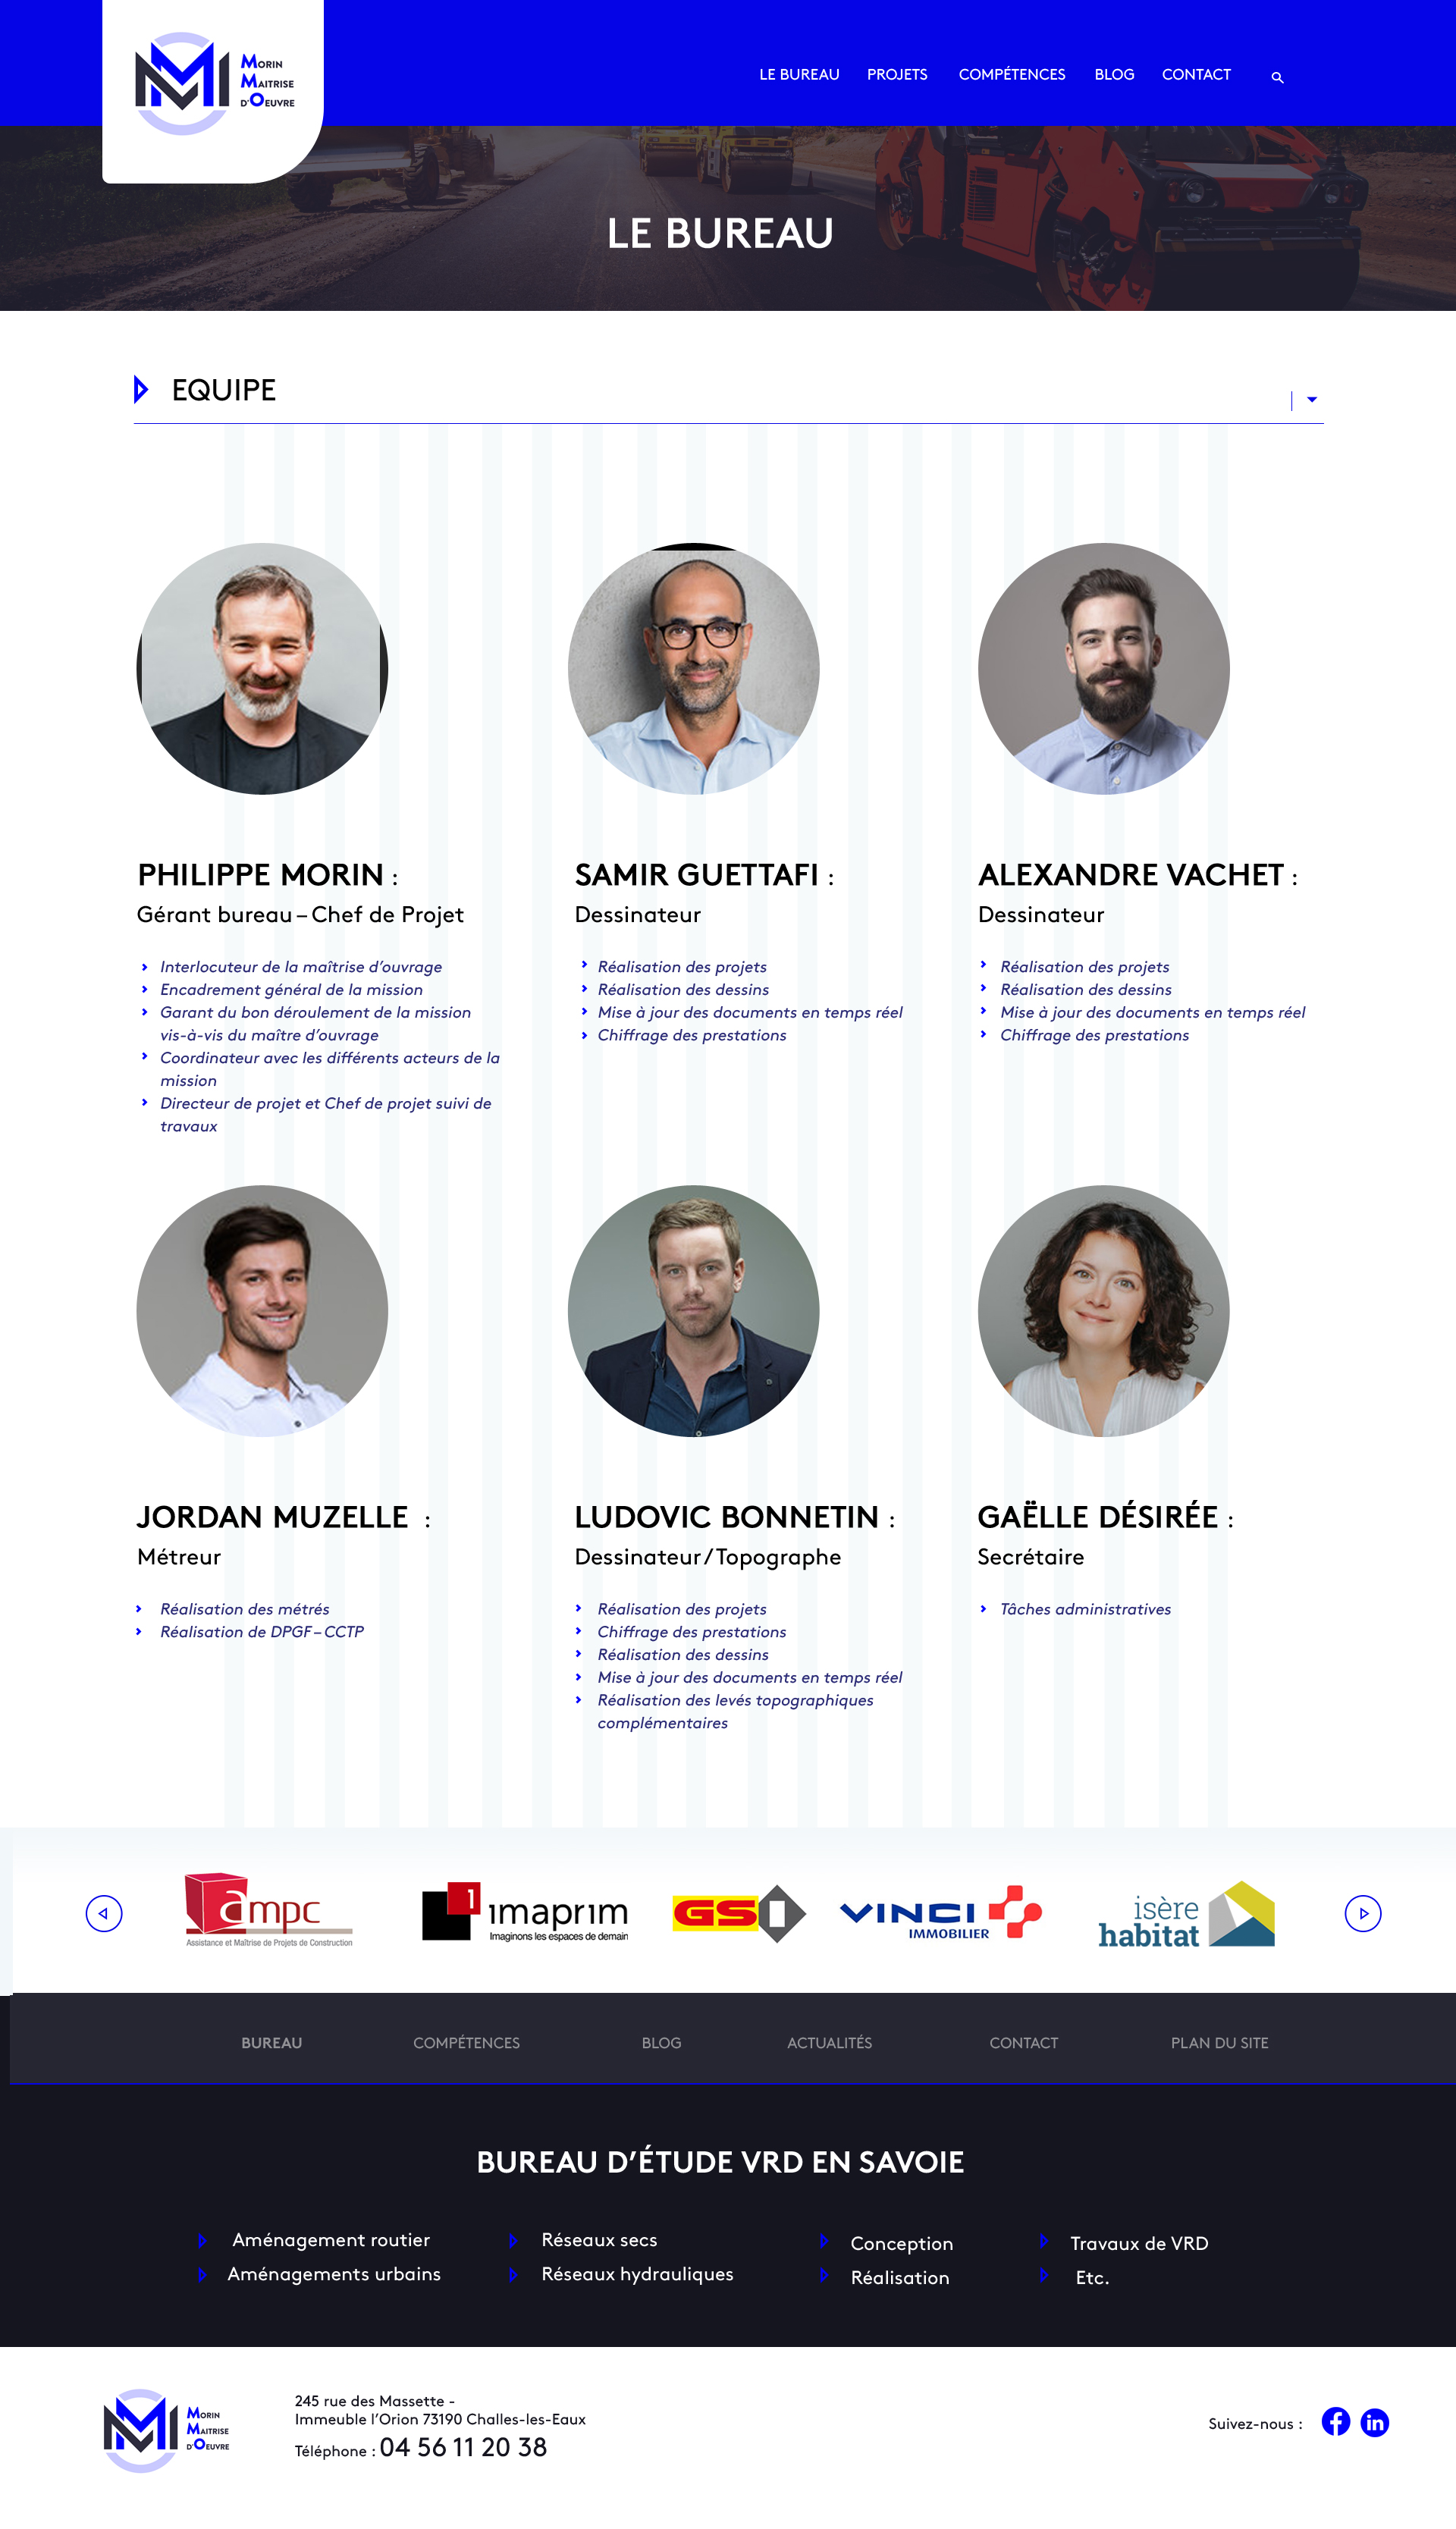 MORIN
MAITRISE
D'OEUVRE
LE BUREAU PROJETS COMPÉTENCES BLOG CONTACT
LE BUREAU
EQUIPE
PHILIPPE MORIN :
Gérant bureau – Chef de Projet
Interlocuteur de la maîtrise d’ouvrage
Encadrement général de la mission
Garant du bon déroulement de la mission
vis-à-vis du maître d’ouvrage
Coordinateur avec les différents acteurs de la
mission
Directeur de projet et Chef de projet suivi de
travaux
SAMIR GUETTAFI :
Dessinateur
Réalisation des projets
Réalisation des dessins
Mise à jour des documents en temps réel
Chiffrage des prestations
ALEXANDRE VACHET :
Dessinateur
Réalisation des projets
Réalisation des dessins
Mise à jour des documents en temps réel
Chiffrage des prestations
JORDAN MUZELLE :
Métreur
Réalisation des métrés
Réalisation de DPGF – CCTP
LUDOVIC BONNETIN :
Dessinateur / Topographe
Réalisation des projets
Chiffrage des prestations
Réalisation des dessins
Mise à jour des documents en temps réel
Réalisation des levés topographiques
complémentaires
GAËLLE DÉSIRÉE :
Secrétaire
Tâches administratives
ampc
Assistance et Maîtrise de Projets de Construction
1 imaprim
Imaginons les espaces de demain
GSI
VINCI
IMMOBILIER
isère
habitat
BUREAU COMPÉTENCES BLOG ACTUALITÉS CONTACT PLAN DU SITE
BUREAU D’ÉTUDE VRD EN SAVOIE
Aménagement routier
Aménagements urbains
Réseaux secs
Réseaux hydrauliques
Conception
Réalisation
Travaux de VRD
Etc.
MORIN
MAITRISE
D'OEUVRE
245 rue des Massette -
Immeuble l’Orion 73190 Challes-les-Eaux
Téléphone : 04 56 11 20 38
Suivez-nous :
in